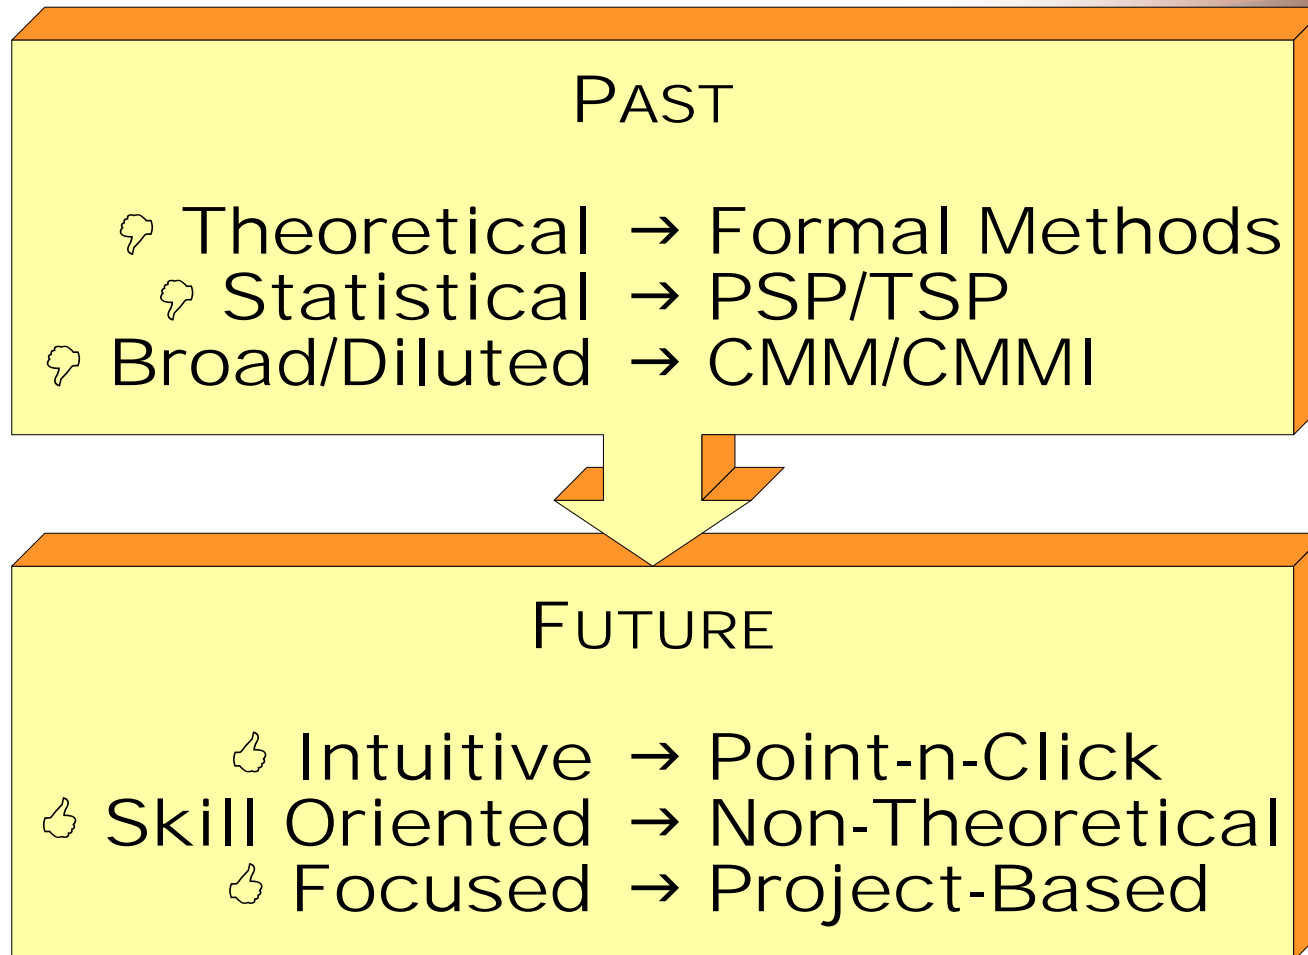 PAST
👎 Theoretical → Formal Methods
👎 Statistical → PSP/TSP
👎 Broad/Diluted → CMM/CMMI
FUTURE
👍 Intuitive → Point-n-Click
👍 Skill Oriented → Non-Theoretical
👍 Focused → Project-Based